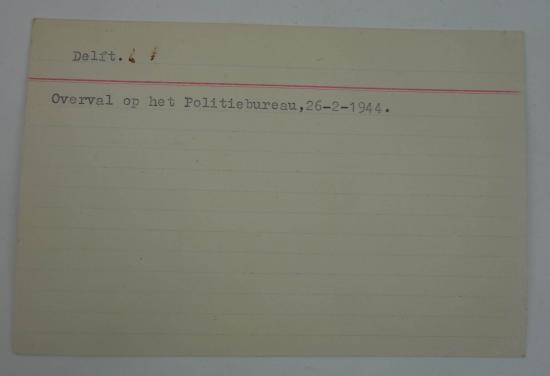 Delft.
Overval op het Politiebureau,26-2-1944.